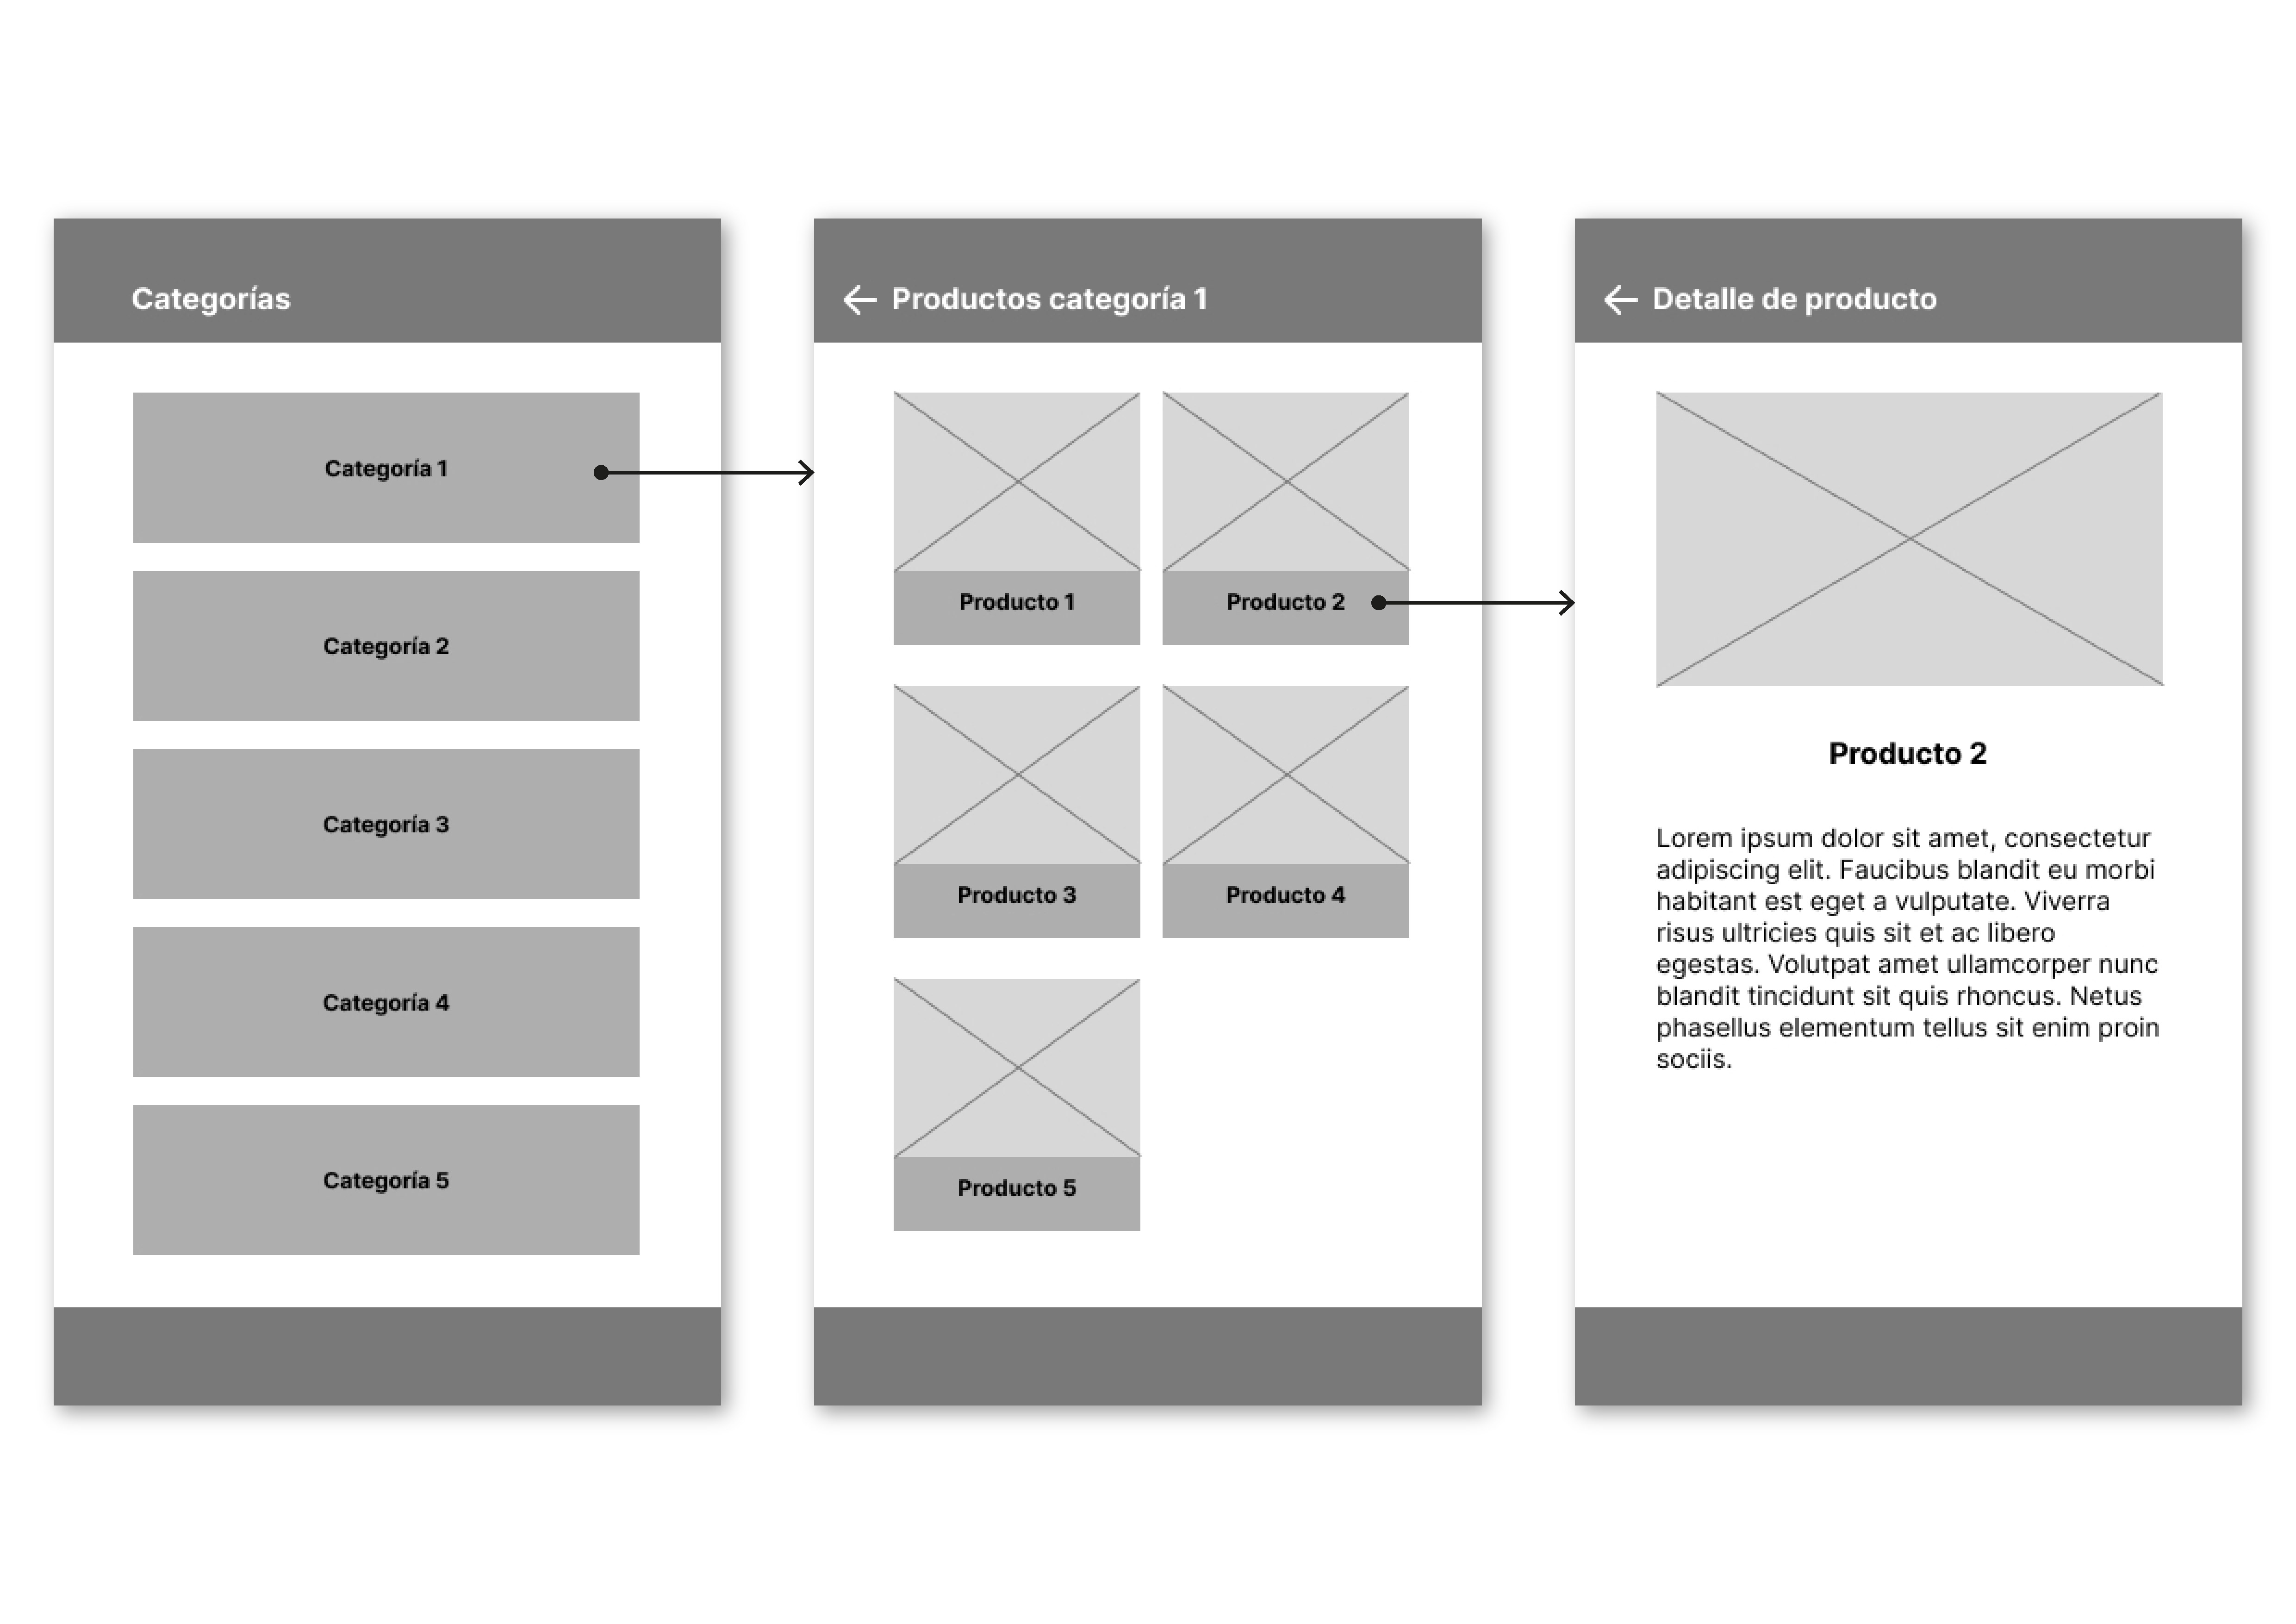 Categorías
Categoría 1
Categoría 2
Categoría 3
Categoría 4
Categoría 5
Productos categoría 1
Producto 1
Producto 2
Producto 3
Producto 4
Producto 5
Detalle de producto
Producto 2
Lorem ipsum dolor sit amet, consectetur
adipiscing elit. Faucibus blandit eu morbi
habitant est eget a vulputate. Viverra
risus ultricies quis sit et ac libero
egestas. Volutpat amet ullamcorper nunc
blandit tincidunt sit quis rhoncus. Netus
phasellus elementum tellus sit enim proin
sociis.